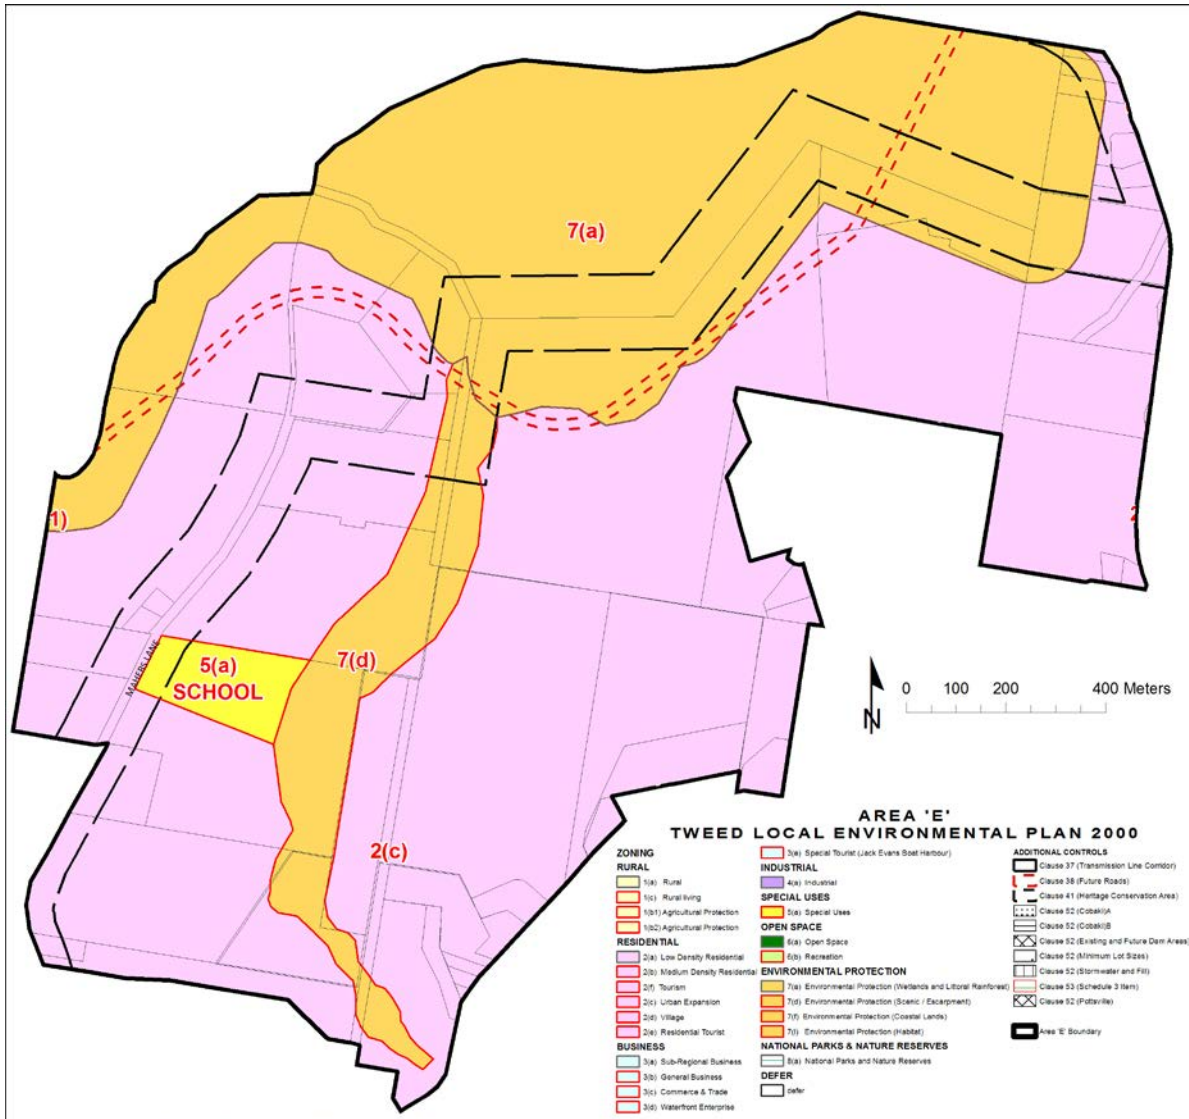 7(a)
1)
2
MAHERS LANE
5(a)
SCHOOL
7(d)
2(c)
N
0 100 200 400 Meters
AREA 'E'
TWEED LOCAL ENVIRONMENTAL PLAN 2000
ZONING
RURAL
1(a) Rural
1(c) Rural living
1(b1) Agricultural Protection
1(b2) Agricultural Protection
RESIDENTIAL
2(a) Low Density Residential
2(b) Medium Density Residential
2(f) Tourism
2(c) Urban Expansion
2(d) Village
2(e) Residential Tourist
BUSINESS
3(a) Sub-Regional Business
3(b) General Business
3(c) Commerce & Trade
3(d) Waterfront Enterprise
3(e) Special Tourist (Jack Evans Boat Harbour)
INDUSTRIAL
4(a) Industrial
SPECIAL USES
5(a) Special Uses
OPEN SPACE
6(a) Open Space
6(b) Recreation
ENVIRONMENTAL PROTECTION
7(a) Environmental Protection (Wetlands and Littoral Rainforest)
7(d) Environmental Protection (Scenic / Escarpment)
7(f) Environmental Protection (Coastal Lands)
7(l) Environmental Protection (Habitat)
NATIONAL PARKS & NATURE RESERVES
8(a) National Parks and Nature Reserves
DEFER
defer
ADDITIONAL CONTROLS
Clause 37 (Transmission Line Corridor)
Clause 38 (Future Roads)
Clause 41 (Heritage Conservation Area)
Clause 52 (Cobaki)A
Clause 52 (Cobaki)B
Clause 52 (Existing and Future Dam Areas)
Clause 52 (Minimum Lot Sizes)
Clause 52 (Stormwater and Fill)
Clause 53 (Schedule 3 Item)
Clause 52 (Pottsville)
Area 'E' Boundary